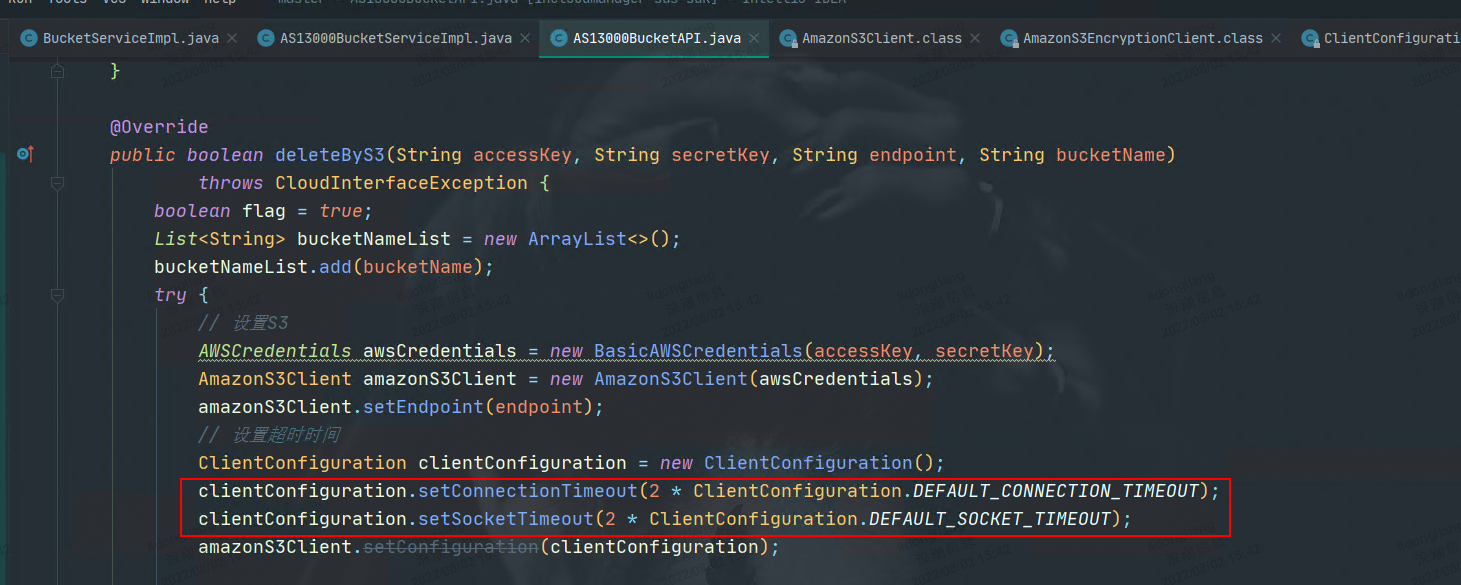 BucketServiceImpl.java
AS13000BucketServiceImpl.java
AS13000BucketAPI.java
AmazonS3Client.class
AmazonS3EncryptionClient.class
}
@Override
public boolean deleteByS3(String accessKey, String secretKey, String endpoint, String bucketName)
throws CloudInterfaceException {
boolean flag = true;
List<String> bucketNameList = new ArrayList<>();
bucketNameList.add(bucketName);
try {
// 设置S3
AWSCredentials awsCredentials = new BasicAWSCredentials(accessKey, secretKey);
AmazonS3Client amazonS3Client = new AmazonS3Client(awsCredentials);
amazonS3Client.setEndpoint(endpoint);
// 设置超时时间
ClientConfiguration clientConfiguration = new ClientConfiguration();
clientConfiguration.setConnectionTimeout(2 * ClientConfiguration.DEFAULT_CONNECTION_TIMEOUT);
clientConfiguration.setSocketTimeout(2 * ClientConfiguration.DEFAULT_SOCKET_TIMEOUT);
amazonS3Client.setConfiguration(clientConfiguration);